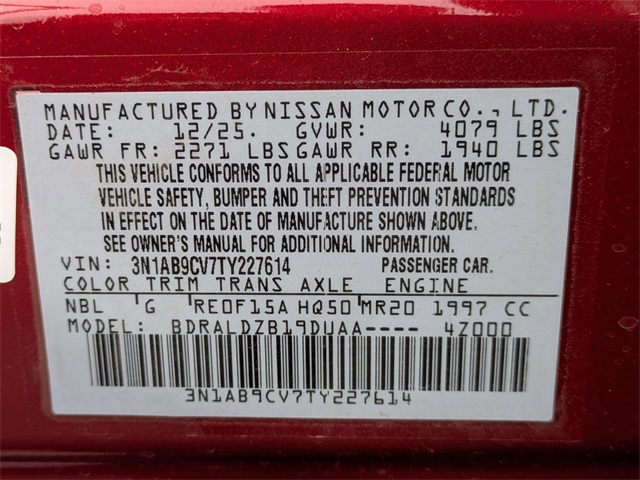 MANUFACTURED BY NISSAN MOTOR CO., LTD.
DATE: 12/25. GVWR: 4079 LBS
GAWR FR: 2271 LBS GAWR RR: 1940 LBS
THIS VEHICLE CONFORMS TO ALL APPLICABLE FEDERAL MOTOR
VEHICLE SAFETY, BUMPER AND THEFT PREVENTION STANDARDS
IN EFFECT ON THE DATE OF MANUFACTURE SHOWN ABOVE.
SEE OWNER'S MANUAL FOR ADDITIONAL INFORMATION.
VIN: 3N1AB9CV7TY227614 PASSENGER CAR.
COLOR TRIM TRANS AXLE ENGINE
NBL G RE0F15A HQ50 MR20 1997 CC
MODEL: BDRALDZB19DUAA---- 4Z000
3N1AB9CV7TY227614